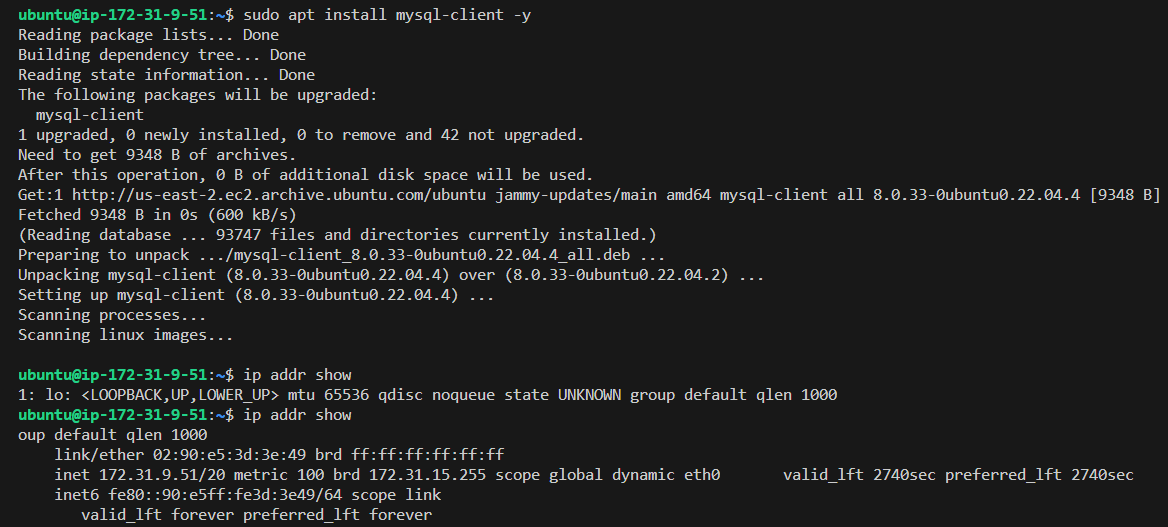 ubuntu@ip-172-31-9-51:~$ sudo apt install mysql-client -y
Reading package lists... Done
Building dependency tree... Done
Reading state information... Done
The following packages will be upgraded:
  mysql-client
1 upgraded, 0 newly installed, 0 to remove and 42 not upgraded.
Need to get 9348 B of archives.
After this operation, 0 B of additional disk space will be used.
Get:1 http://us-east-2.ec2.archive.ubuntu.com/ubuntu jammy-updates/main amd64 mysql-client all 8.0.33-0ubuntu0.22.04.4 [9348 B]
Fetched 9348 B in 0s (600 kB/s)
(Reading database ... 93747 files and directories currently installed.)
Preparing to unpack .../mysql-client_8.0.33-0ubuntu0.22.04.4_all.deb ...
Unpacking mysql-client (8.0.33-0ubuntu0.22.04.4) over (8.0.33-0ubuntu0.22.04.2) ...
Setting up mysql-client (8.0.33-0ubuntu0.22.04.4) ...
Scanning processes...
Scanning linux images...
ubuntu@ip-172-31-9-51:~$ ip addr show
1: lo: <LOOPBACK,UP,LOWER_UP> mtu 65536 qdisc noqueue state UNKNOWN group default qlen 1000
ubuntu@ip-172-31-9-51:~$ ip addr show
oup default qlen 1000
    link/ether 02:90:e5:3d:3e:49 brd ff:ff:ff:ff:ff:ff
    inet 172.31.9.51/20 metric 100 brd 172.31.15.255 scope global dynamic eth0       valid_lft 2740sec preferred_lft 2740sec
    inet6 fe80::90:e5ff:fe3d:3e49/64 scope link
       valid_lft forever preferred_lft forever